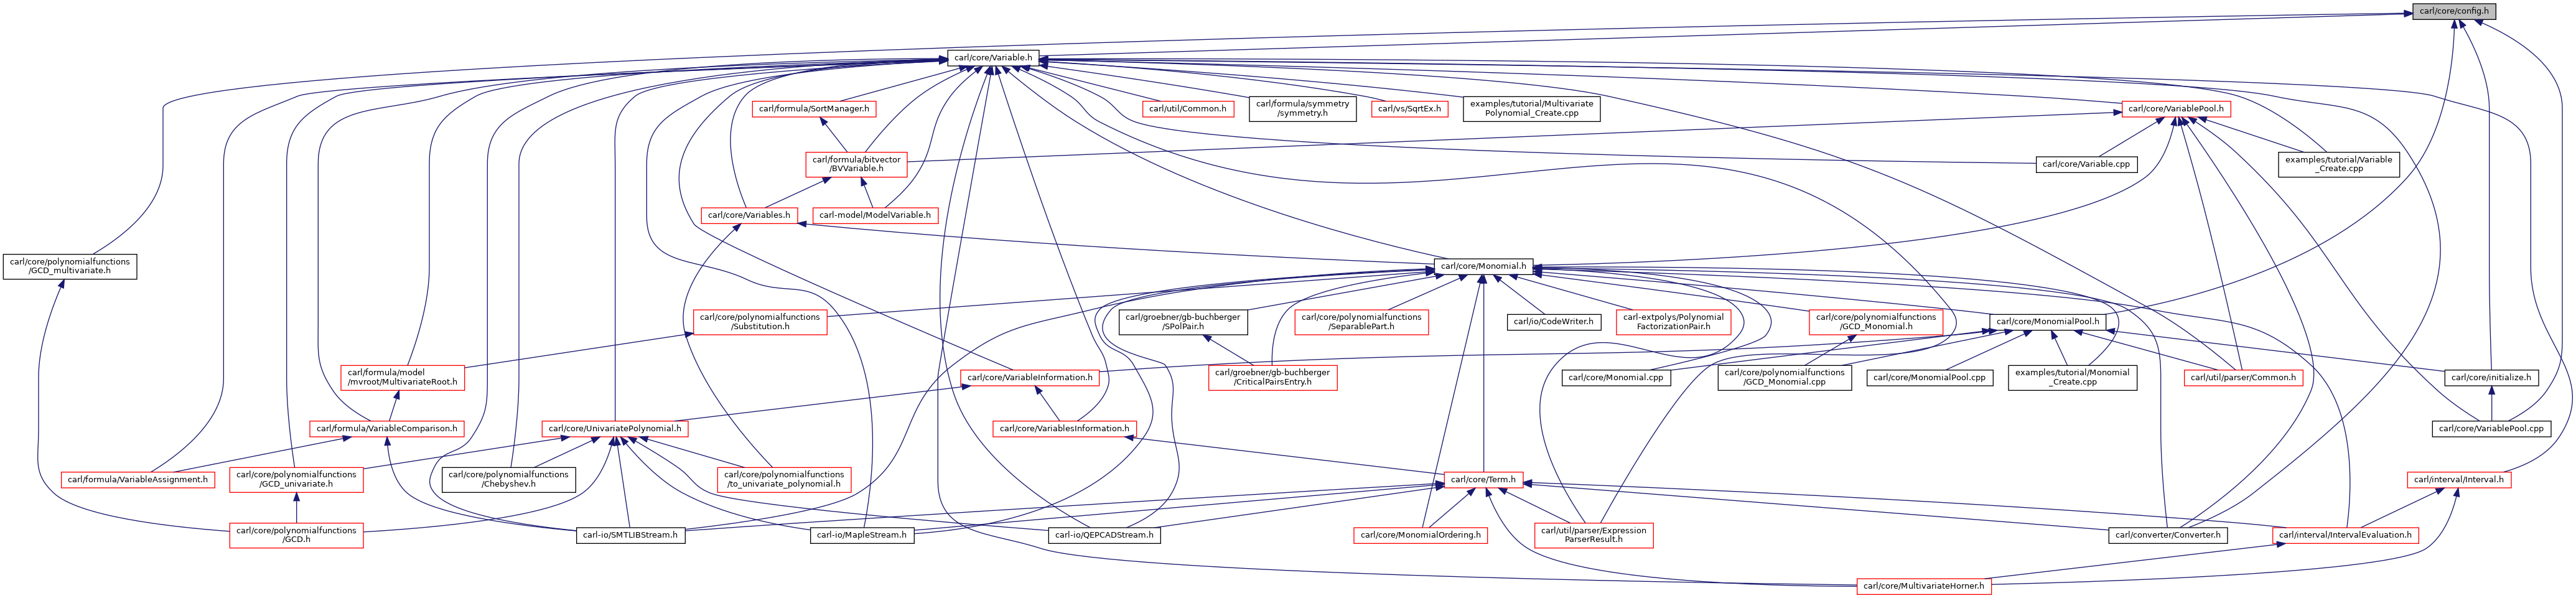 carl/core/config.h
carl/core/Variable.h
carl/formula/SortManager.h
carl/util/Common.h
carl/formula/symmetry
/symmetry.h
carl/vs/SqrtEx.h
examples/tutorial/Multivariate
Polynomial_Create.cpp
carl/core/VariablePool.h
carl/formula/bitvector
/BVVariable.h
carl/core/Variable.cpp
examples/tutorial/Variable
_Create.cpp
carl/core/Variables.h
carl-model/ModelVariable.h
carl/core/polynomialfunctions
/GCD_multivariate.h
carl/core/Monomial.h
carl/core/polynomialfunctions
/Substitution.h
carl/groebner/gb-buchberger
/SPolPair.h
carl/core/polynomialfunctions
/SeparablePart.h
carl/io/CodeWriter.h
carl-extpolys/Polynomial
FactorizationPair.h
carl/core/polynomialfunctions
/GCD_Monomial.h
carl/core/MonomialPool.h
carl/formula/model
/mvroot/MultivariateRoot.h
carl/core/VariableInformation.h
carl/groebner/gb-buchberger
/CriticalPairsEntry.h
carl/core/Monomial.cpp
carl/core/polynomialfunctions
/GCD_Monomial.cpp
carl/core/MonomialPool.cpp
examples/tutorial/Monomial
_Create.cpp
carl/util/parser/Common.h
carl/core/initialize.h
carl/formula/VariableComparison.h
carl/core/UnivariatePolynomial.h
carl/core/VariablesInformation.h
carl/core/VariablePool.cpp
carl/formula/VariableAssignment.h
carl/core/polynomialfunctions
/GCD_univariate.h
carl/core/polynomialfunctions
/Chebyshev.h
carl/core/polynomialfunctions
/to_univariate_polynomial.h
carl/core/Term.h
carl/interval/Interval.h
carl/core/polynomialfunctions
/GCD.h
carl-io/SMTLIBStream.h
carl-io/MapleStream.h
carl-io/QEPCADStream.h
carl/core/MonomialOrdering.h
carl/util/parser/Expression
ParserResult.h
carl/converter/Converter.h
carl/interval/IntervalEvaluation.h
carl/core/MultivariateHorner.h